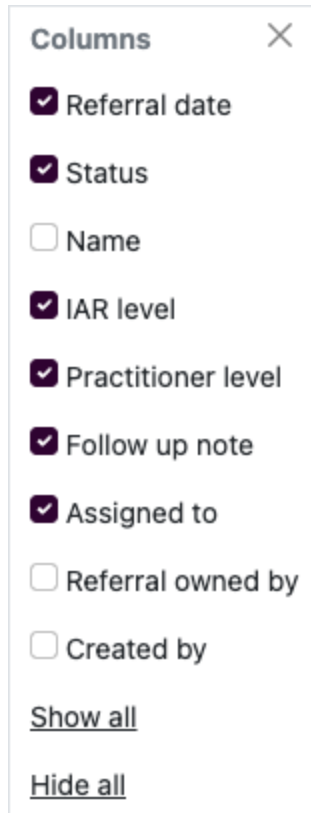 Columns
Referral date
Status
Name
IAR level
Practitioner level
Follow up note
Assigned to
Referral owned by
Created by
Show all
Hide all